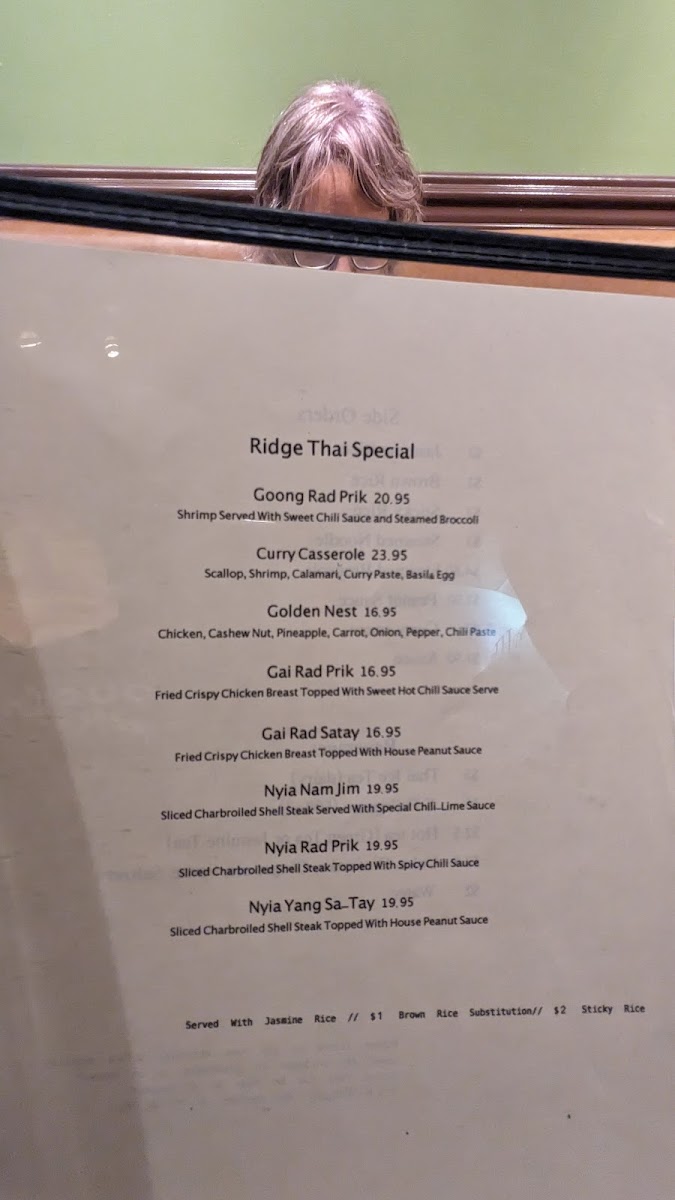 Ridge Thai Special
Goong Rad Prik 20.95
Shrimp Served With Sweet Chili Sauce and Steamed Broccoli
Curry Casserole 23.95
Scallop, Shrimp, Calamari, Curry Paste, Basil& Egg
Golden Nest 16.95
Chicken, Cashew Nut, Pineapple, Carrot, Onion, Pepper, Chili Paste
Gai Rad Prik 16.95
Fried Crispy Chicken Breast Topped With Sweet Hot Chili Sauce Serve
Gai Rad Satay 16.95
Fried Crispy Chicken Breast Topped With House Peanut Sauce
Nyia Nam Jim 19.95
Sliced Charbroiled Shell Steak Served With Special Chili-Lime Sauce
Nyia Rad Prik 19.95
Sliced Charbroiled Shell Steak Topped With Spicy Chili Sauce
Nyia Yang Sa-Tay 19.95
Sliced Charbroiled Shell Steak Topped With House Peanut Sauce
Served With Jasmine Rice // $1 Brown Rice Substitution// $2 Sticky Rice